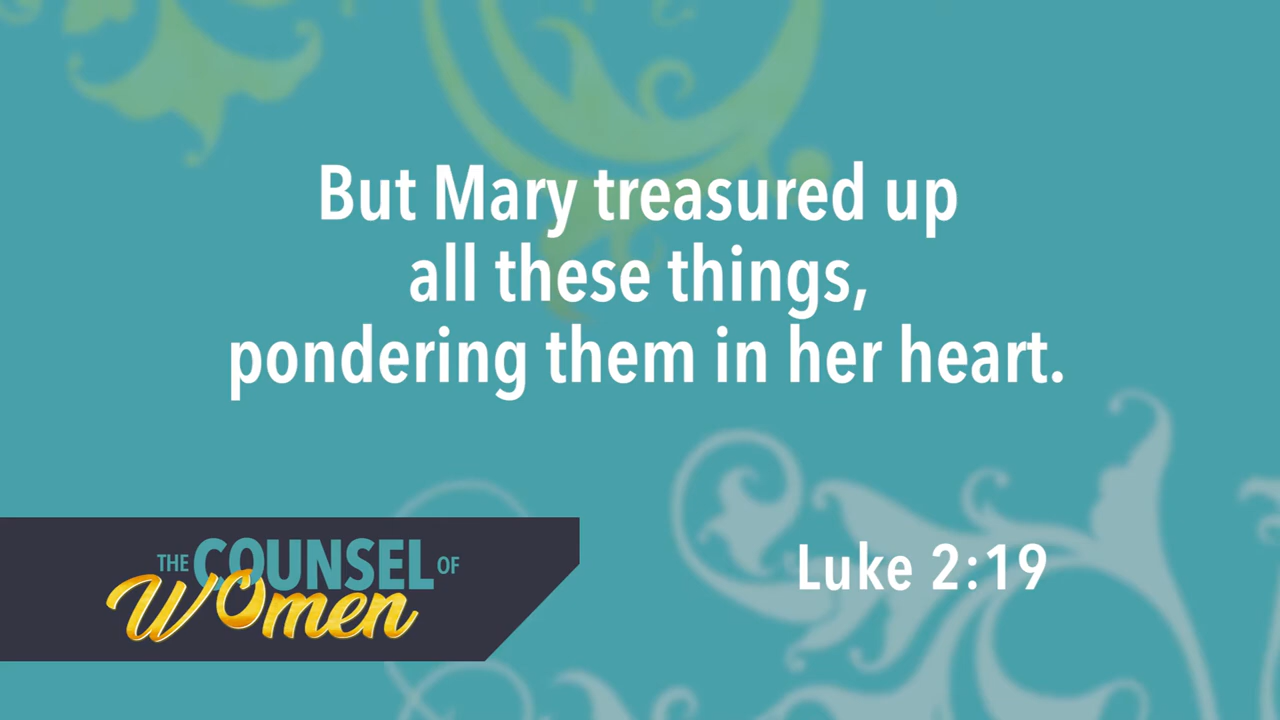 But Mary treasured up
all these things,
pondering them in her heart.
Luke 2:19
THE COUNSEL OF
Women